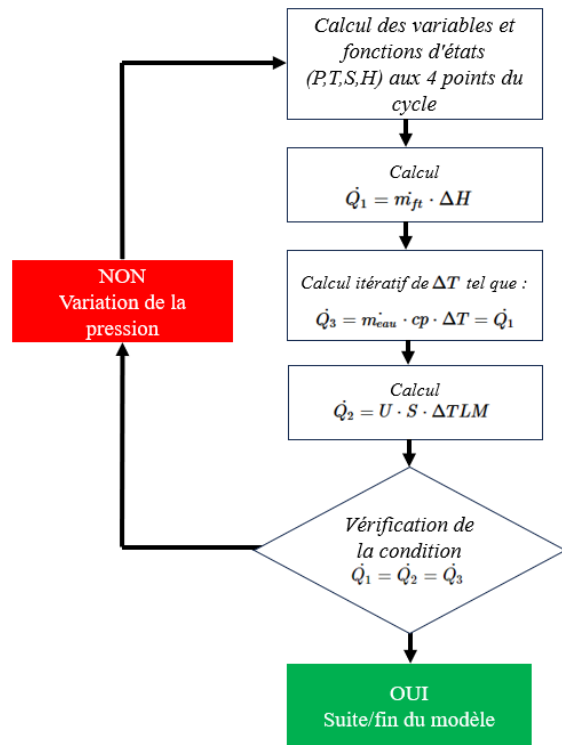 Calcul des variables et
fonctions d'états
(P,T,S,H) aux 4 points du
cycle
Calcul
Q̇₁ = ṁ_ft · ΔH
NON
Variation de la
pression
Calcul itératif de ΔT tel que :
Q̇₃ = ṁ_eau · cp · ΔT = Q̇₁
Calcul
Q̇₂ = U · S · ΔTLM
Vérification de
la condition
Q̇₁ = Q̇₂ = Q̇₃
OUI
Suite/fin du modèle